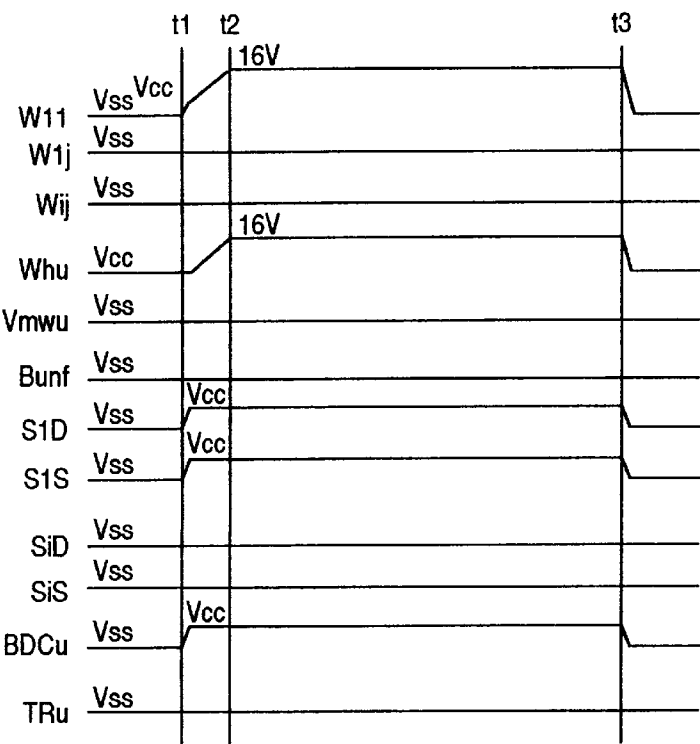 t1 t2 t3
16V
Vss Vcc
W11
Vss
W1j
Vss
Wij
16V
Vcc
Whu
Vss
Vmwu
Vss
Bunf
Vcc
Vss
S1D
Vcc
Vss
S1S
Vss
SiD
Vss
SiS
Vcc
Vss
BDCu
Vss
TRu